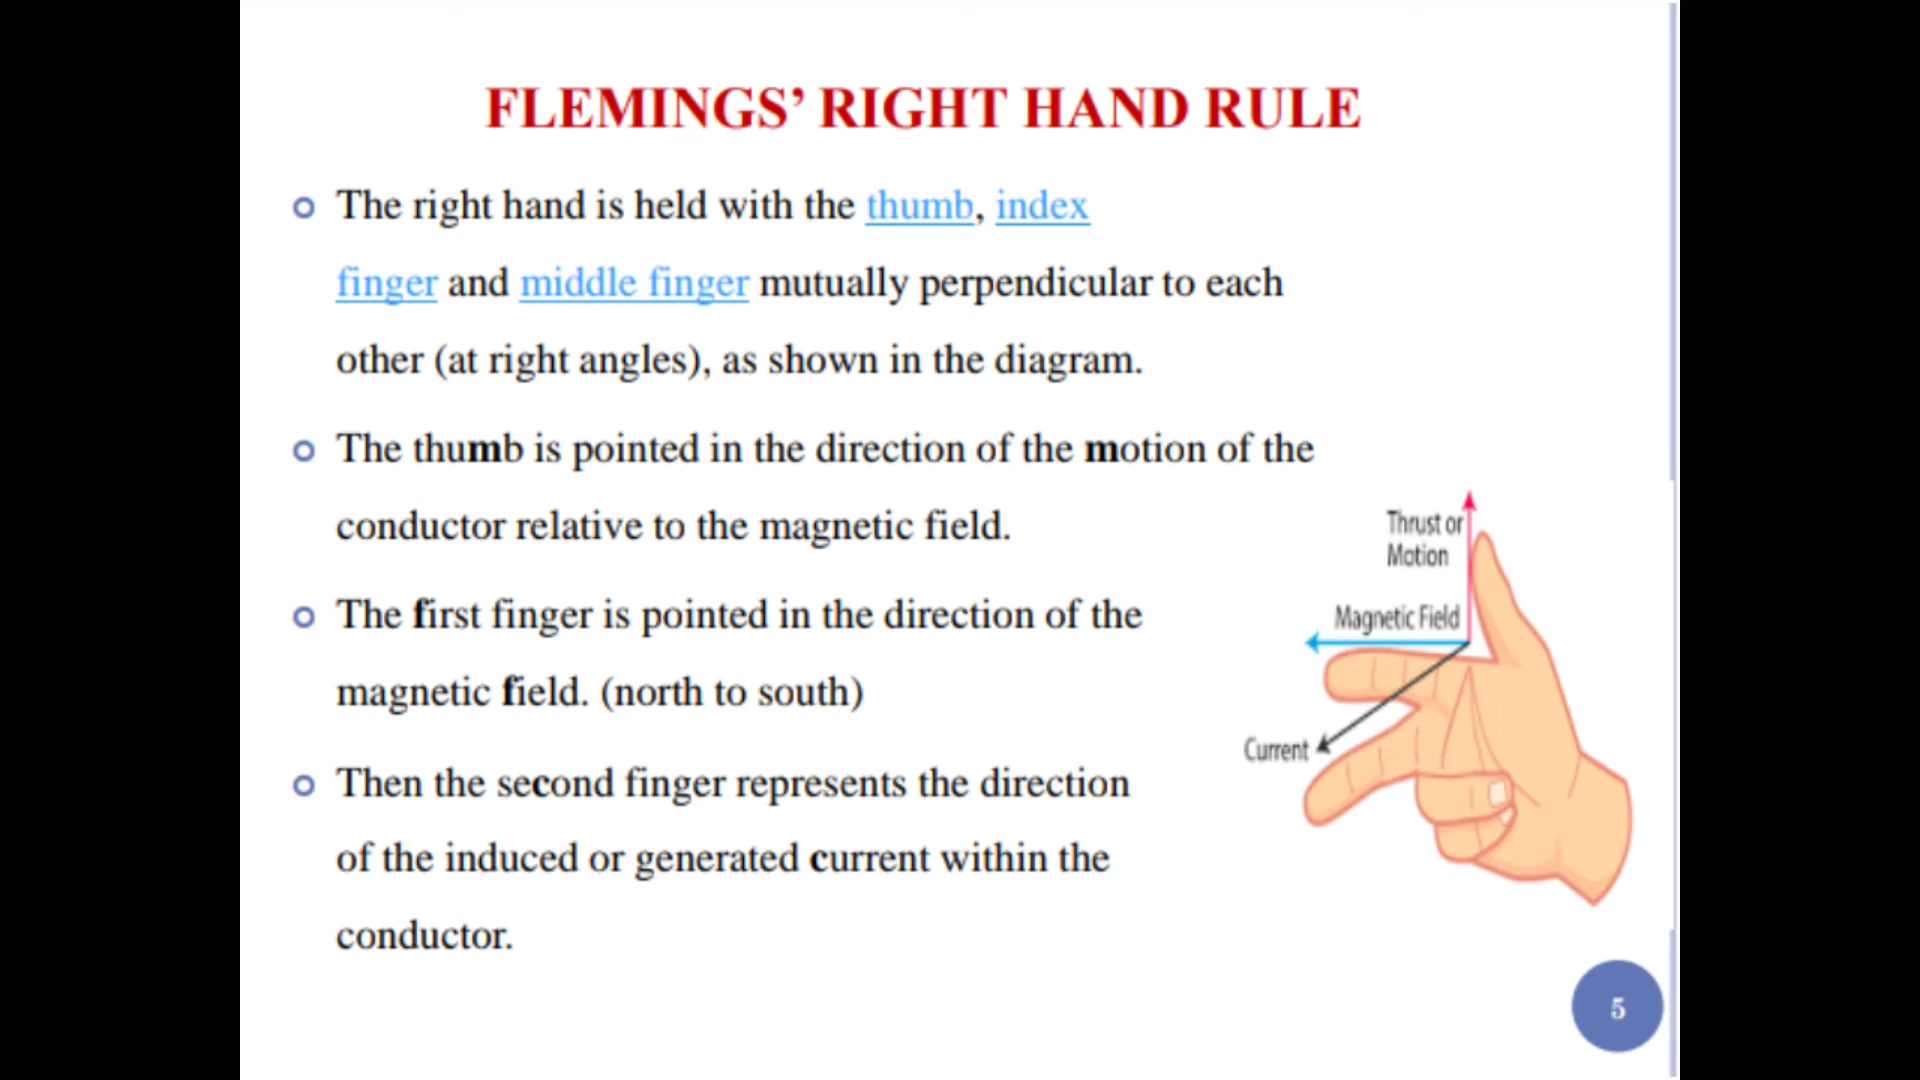 FLEMINGS’ RIGHT HAND RULE
The right hand is held with the thumb, index
finger and middle finger mutually perpendicular to each
other (at right angles), as shown in the diagram.
The thumb is pointed in the direction of the motion of the
conductor relative to the magnetic field.
The first finger is pointed in the direction of the
magnetic field. (north to south)
Then the second finger represents the direction
of the induced or generated current within the
conductor.
Thrust or
Motion
Magnetic Field
Current
5